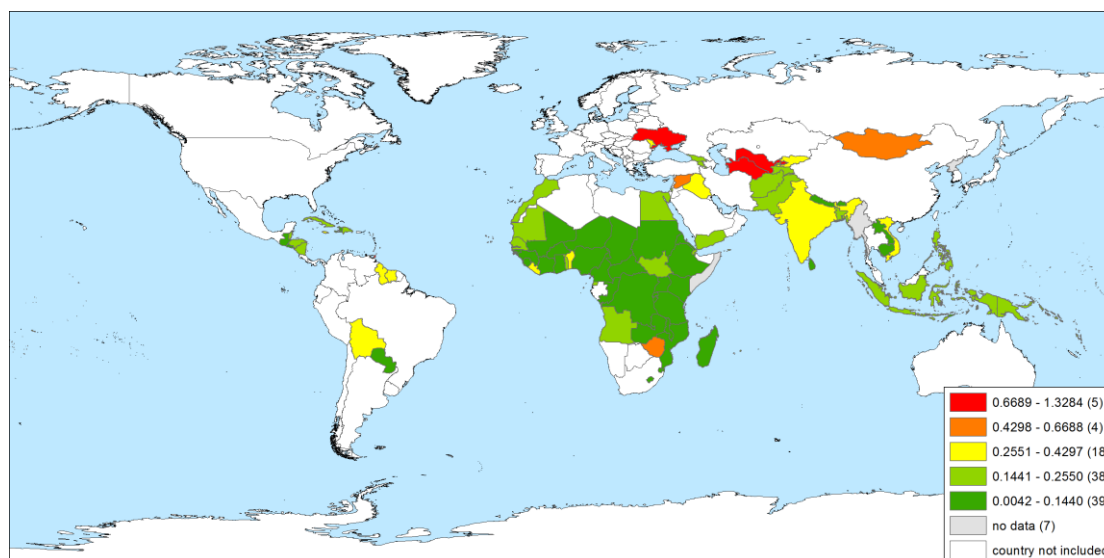 0.6689 - 1.3284 (5)
0.4298 - 0.6688 (4)
0.2551 - 0.4297 (18
0.1441 - 0.2550 (38
0.0042 - 0.1440 (39
no data (7)
country not included